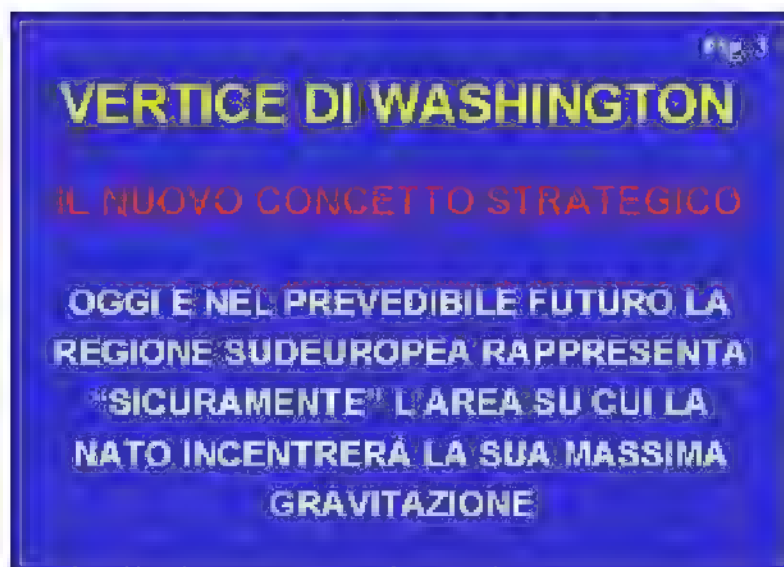 VERTICE DI WASHINGTON
IL NUOVO CONCETTO STRATEGICO
OGGI E NEL PREVEDIBILE FUTURO LA
REGIONE SUDEUROPEA RAPPRESENTA
"SICURAMENTE" L'AREA SU CUI LA
NATO INCENTRERÀ LA SUA MASSIMA
GRAVITAZIONE